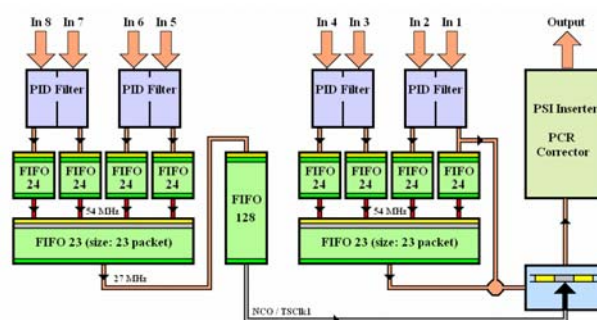 In 8 In 7 In 6 In 5 In 4 In 3 In 2 In 1 Output
PID Filter PID Filter PID Filter PID Filter
PSI Inserter
PCR
Corrector
FIFO
24
FIFO
24
FIFO
24
FIFO
24
FIFO
128
FIFO
24
FIFO
24
FIFO
24
FIFO
24
54 MHz
54 MHz
FIFO 23 (size: 23 packet)
FIFO 23 (size: 23 packet)
27 MHz
NCO / TSClk1